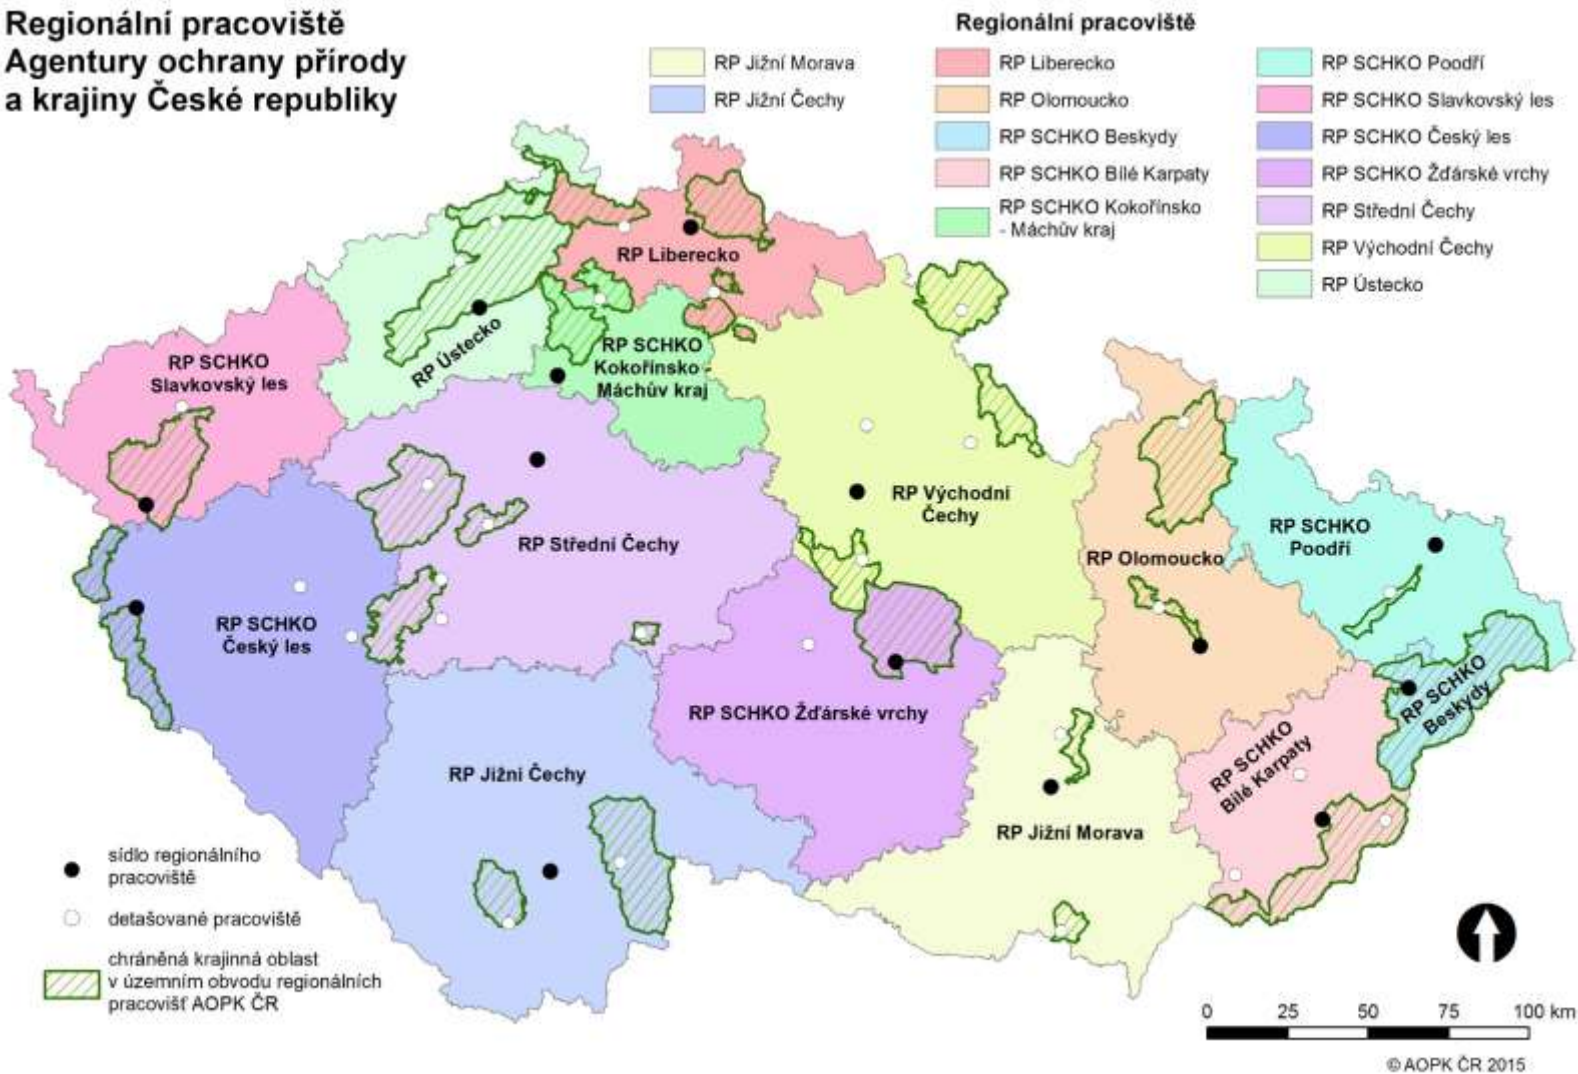 Regionální pracoviště
Agentury ochrany přírody
a krajiny České republiky
Regionální pracoviště
RP Jižní Morava
RP Jižní Čechy
RP Liberecko
RP Olomoucko
RP SCHKO Beskydy
RP SCHKO Bílé Karpaty
RP SCHKO Kokořínsko
- Máchův kraj
RP SCHKO Poodří
RP SCHKO Slavkovský les
RP SCHKO Český les
RP SCHKO Žďárské vrchy
RP Střední Čechy
RP Východní Čechy
RP Ústecko
RP Liberecko
RP Ústecko
RP SCHKO
Kokořínsko -
Máchův kraj
RP SCHKO
Slavkovský les
RP Východní
Čechy
RP Střední Čechy
RP SCHKO
Poodří
RP Olomoucko
RP SCHKO
Český les
RP SCHKO
Beskydy
RP SCHKO Žďárské vrchy
RP SCHKO
Bílé Karpaty
RP Jižní Čechy
RP Jižní Morava
sídlo regionálního
pracoviště
detašované pracoviště
chráněná krajinná oblast
v územním obvodu regionálních
pracovišť AOPK ČR
0 25 50 75 100 km
© AOPK ČR 2015